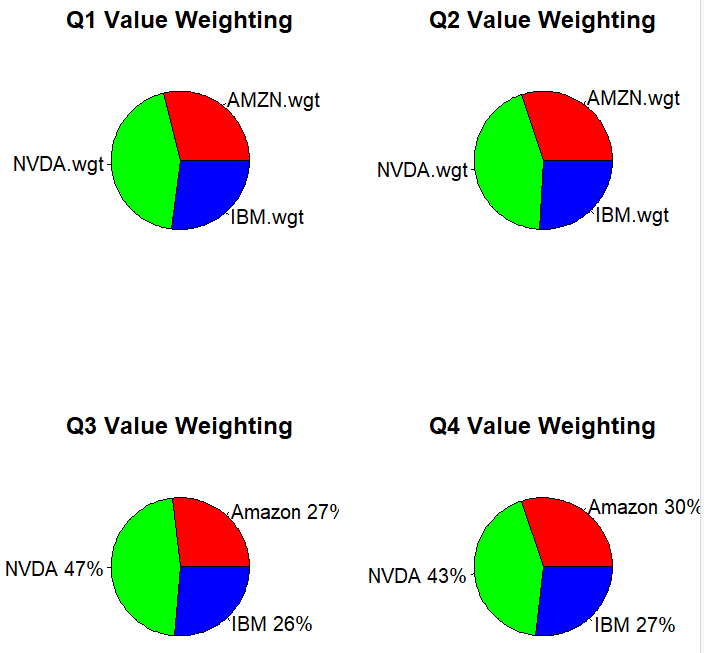 Q1 Value Weighting
Q2 Value Weighting
AMZN.wgt
AMZN.wgt
NVDA.wgt
NVDA.wgt
IBM.wgt
IBM.wgt
Q3 Value Weighting
Q4 Value Weighting
Amazon 27%
Amazon 30%
NVDA 47%
NVDA 43%
IBM 26%
IBM 27%